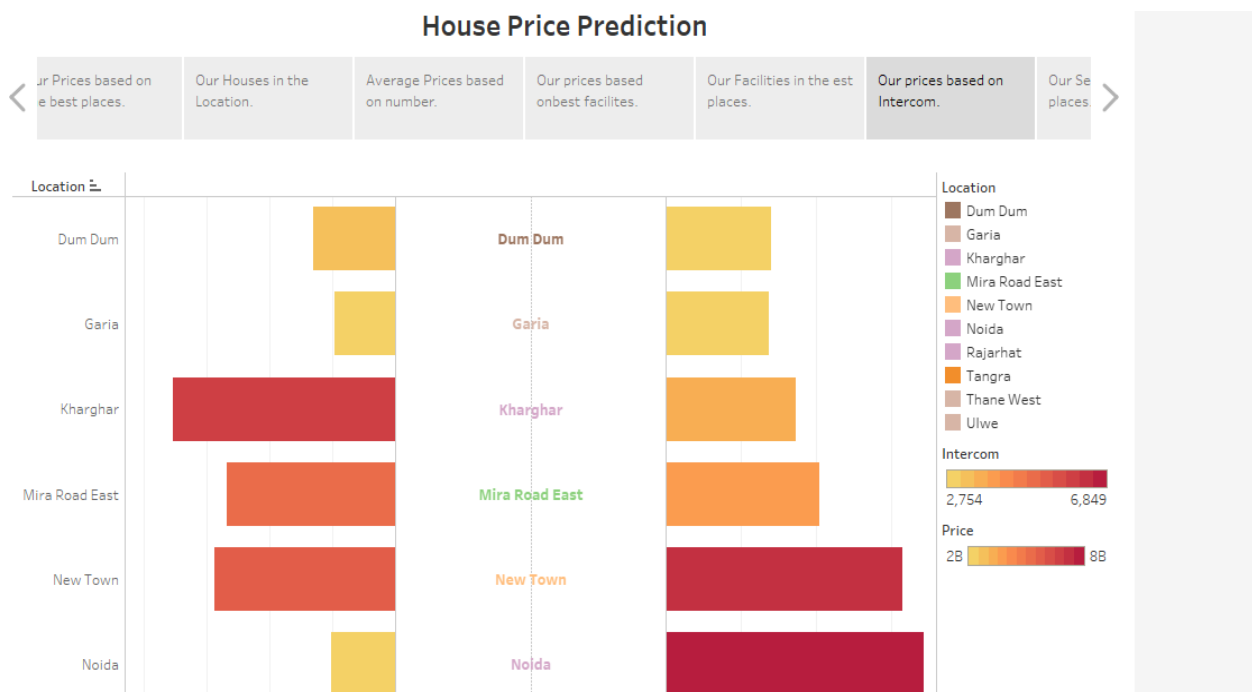 House Price Prediction
ur Prices based on
e best places.
Our Houses in the
Location.
Average Prices based
on number.
Our prices based
onbest facilites.
Our Facilities in the est
places.
Our prices based on
Intercom.
Our Se
places.
Location
Dum Dum
Dum Dum
Garia
Garia
Kharghar
Kharghar
Mira Road East
Mira Road East
New Town
New Town
Noida
Noida
Location
Dum Dum
Garia
Kharghar
Mira Road East
New Town
Noida
Rajarhat
Tangra
Thane West
Ulwe
Intercom
2,754 6,849
Price
2B 8B